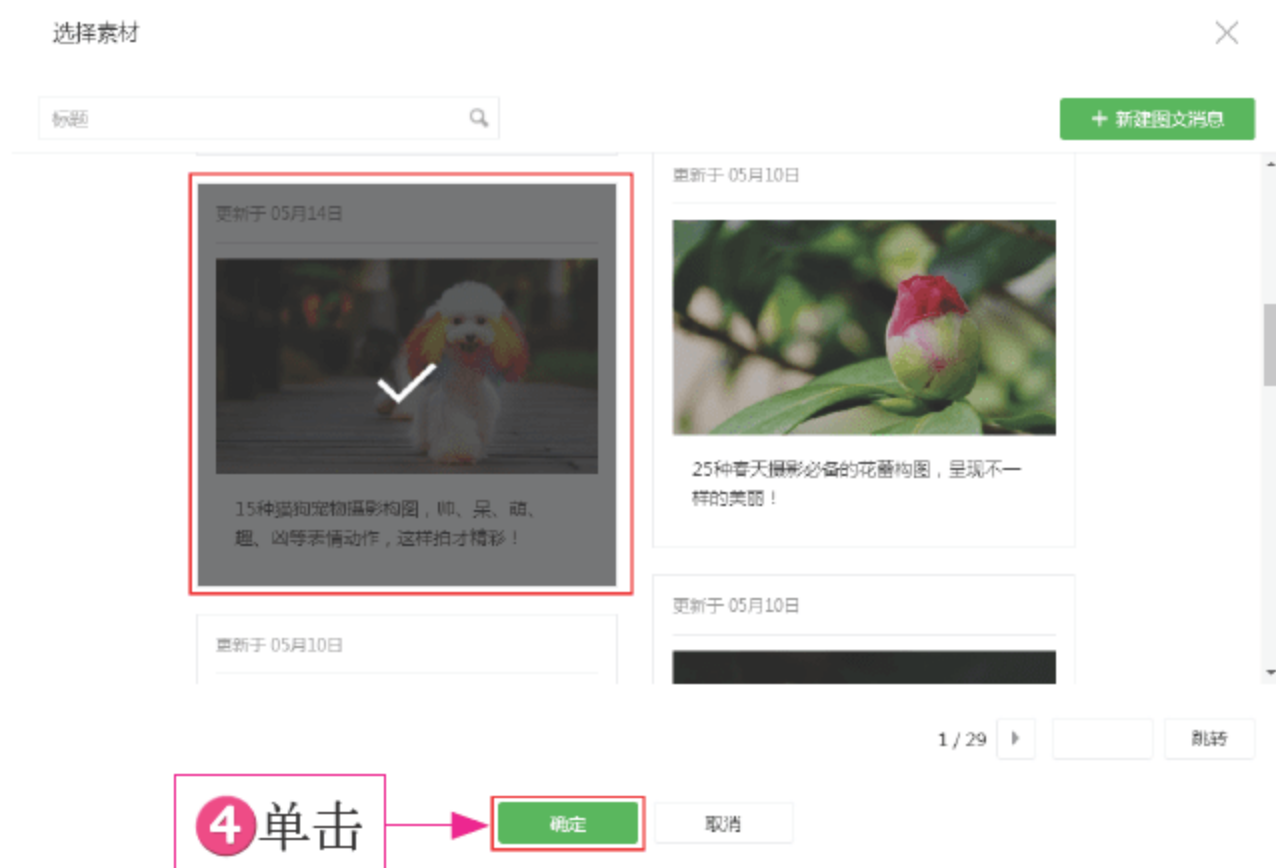 选择素材
标题
+ 新建图文消息
更新于 05月14日
15种猫狗宠物摄影构图，帅、呆、萌、
趣、凶等表情动作，这样拍才精彩！
更新于 05月10日
更新于 05月10日
25种春天摄影必备的花蕾构图，呈现不一
样的美丽！
更新于 05月10日
1 / 29
跳转
4单击
确定
取消